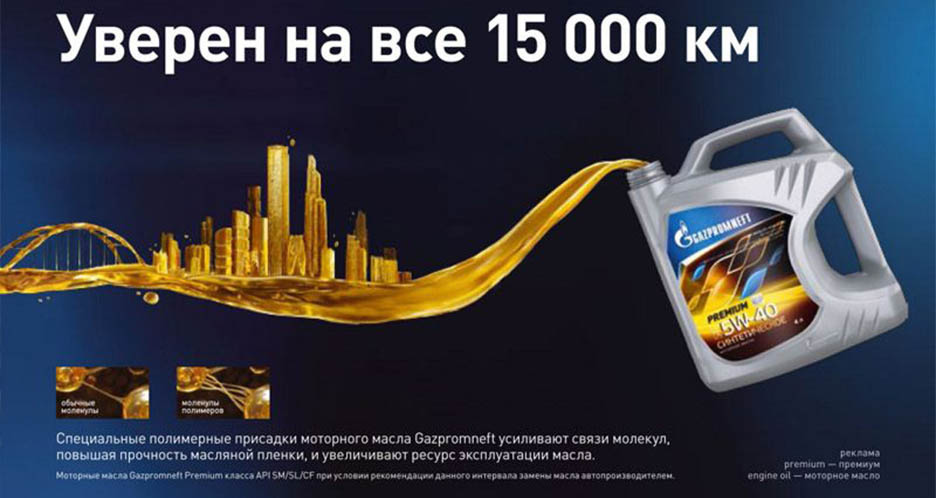 Уверен на все 15 000 км
GAZPROMNEFT
PREMIUM
5W-40
СИНТЕТИЧЕСКОЕ
4 л
обычные
молекулы
молекулы
полимеров
Специальные полимерные присадки моторного масла Gazpromneft усиливают связи молекул,
повышая прочность масляной пленки, и увеличивают ресурс эксплуатации масла.
Моторные масла Gazpromneft Premium класса API SM/SL/CF при условии рекомендации данного интервала замены масла автопроизводителем.
реклама
premium — премиум
engine oil — моторное масло